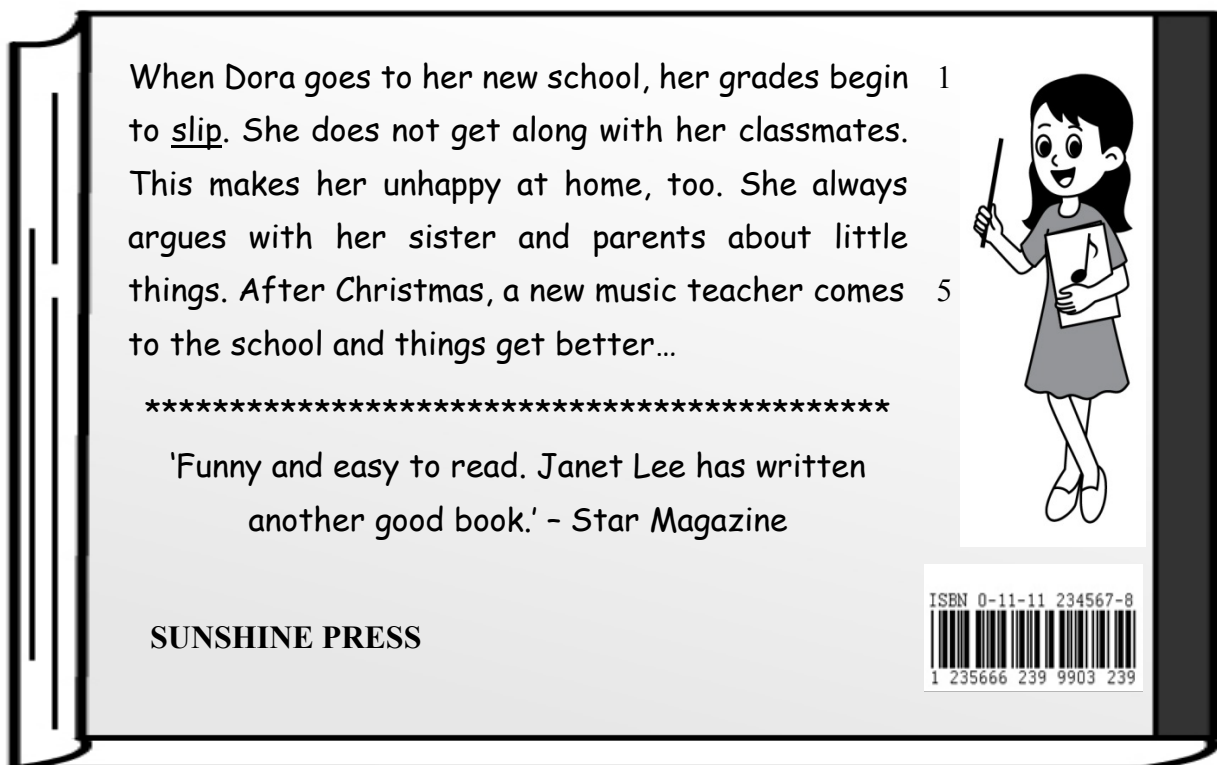 When Dora goes to her new school, her grades begin 1
to slip. She does not get along with her classmates.
This makes her unhappy at home, too. She always
argues with her sister and parents about little
things. After Christmas, a new music teacher comes 5
to the school and things get better…
********************************************
‘Funny and easy to read. Janet Lee has written
another good book.’ – Star Magazine
SUNSHINE PRESS
ISBN 0-11-11 234567-8
1 235666 239 9903 239